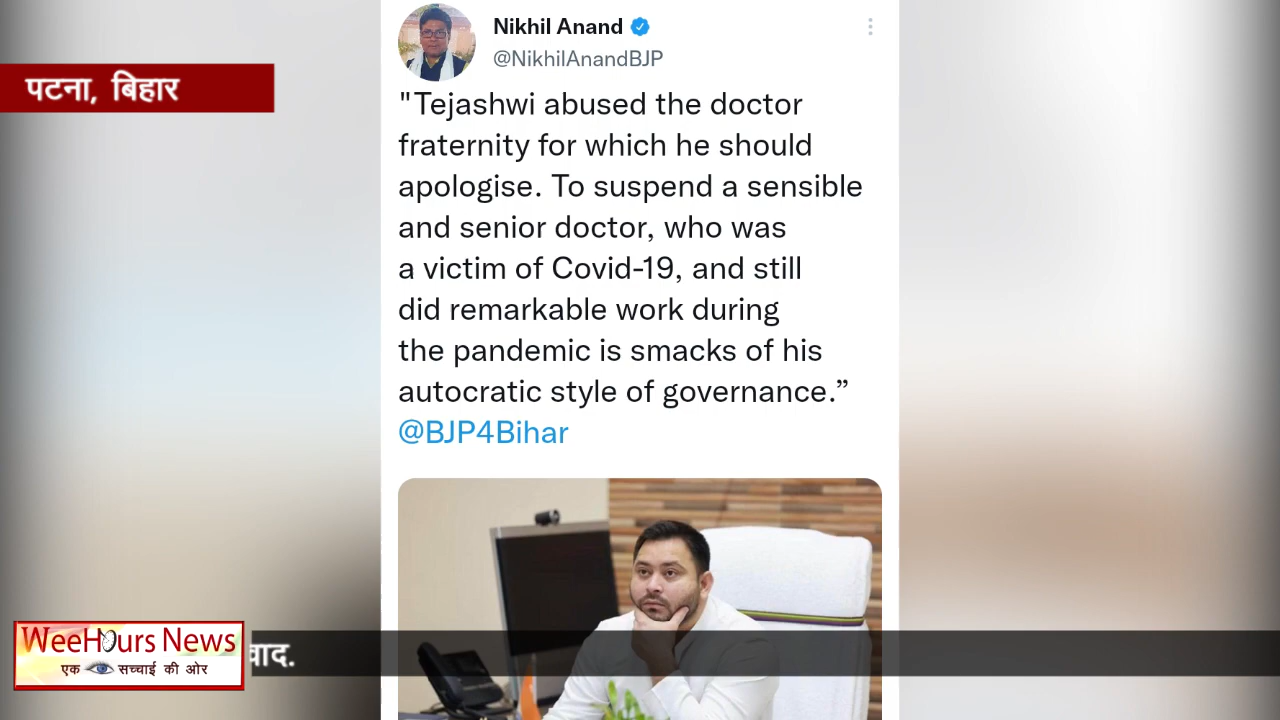 Nikhil Anand
@NikhilAnandBJP
पटना, बिहार
"Tejashwi abused the doctor
fraternity for which he should
apologise. To suspend a sensible
and senior doctor, who was
a victim of Covid-19, and still
did remarkable work during
the pandemic is smacks of his
autocratic style of governance.”
@BJP4Bihar
WeeHours News
एक सच्चाई की ओर